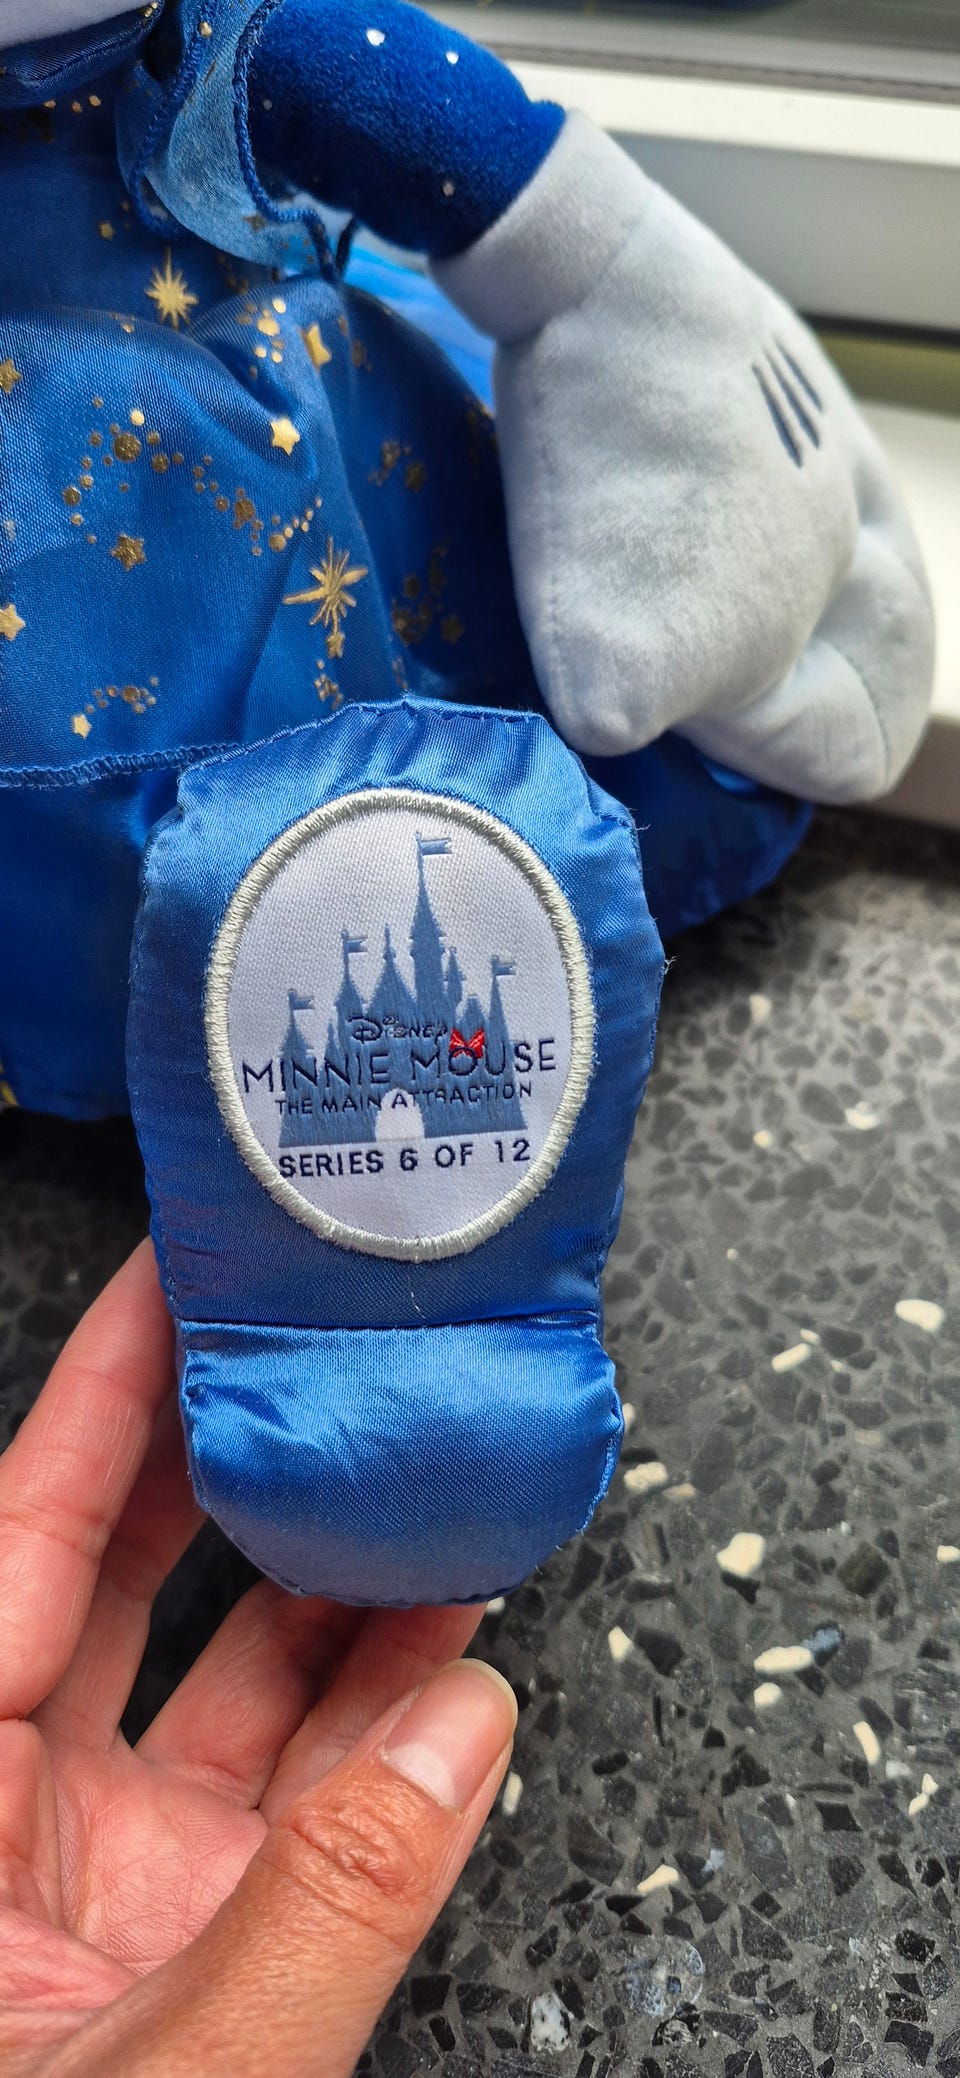 Disney
MINNIE MOUSE
THE MAIN ATTRACTION
SERIES 6 OF 12